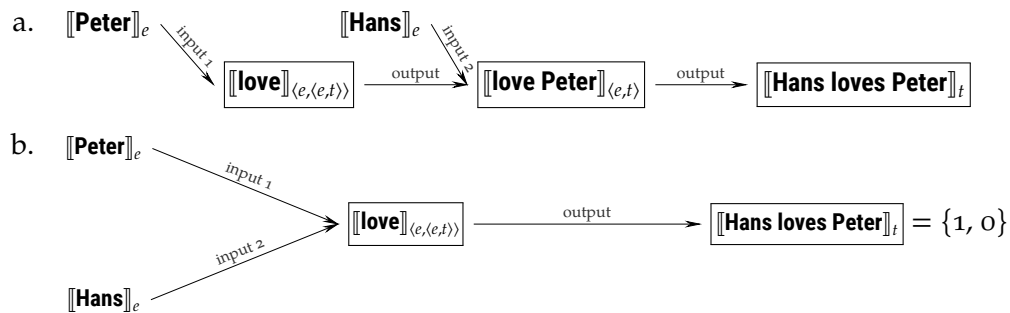 a. ⟦Peter⟧e ⟦Hans⟧e
input 1 input 2
⟦love⟧⟨e,⟨e,t⟩⟩ output ⟦love Peter⟧⟨e,t⟩ output ⟦Hans loves Peter⟧t
b. ⟦Peter⟧e
input 1
⟦love⟧⟨e,⟨e,t⟩⟩ output ⟦Hans loves Peter⟧t = {1, 0}
input 2
⟦Hans⟧e